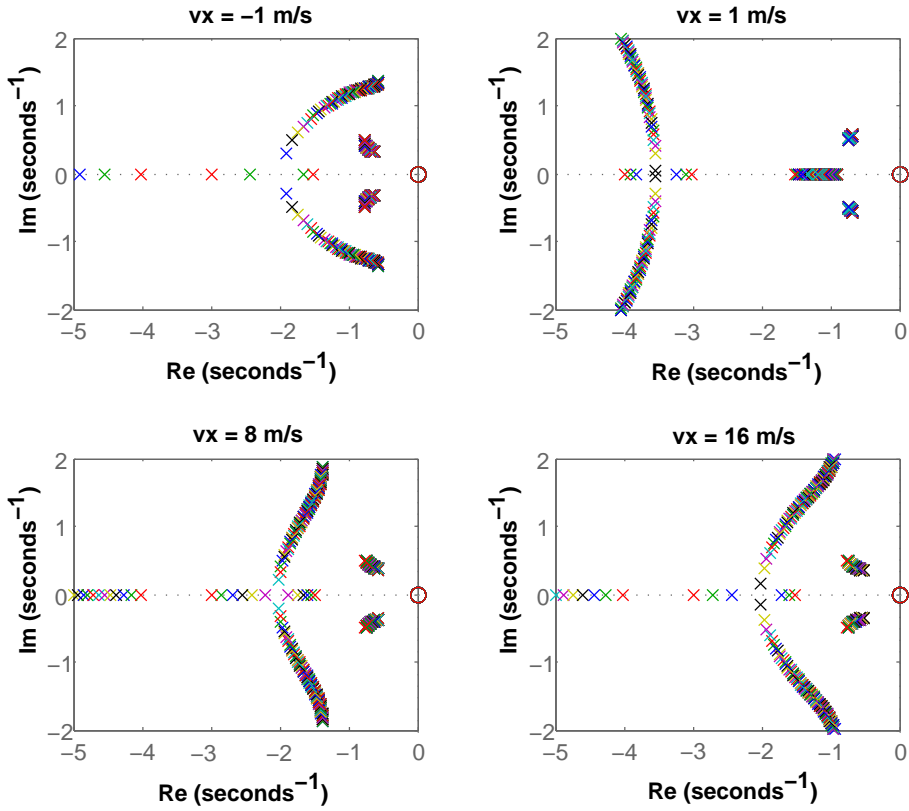 vx = −1 m/s
2
1
0
−1
−2
Im (seconds⁻¹)
−5 −4 −3 −2 −1 0
Re (seconds⁻¹)
vx = 1 m/s
2
1
0
−1
−2
Im (seconds⁻¹)
−5 −4 −3 −2 −1 0
Re (seconds⁻¹)
vx = 8 m/s
2
1
0
−1
−2
Im (seconds⁻¹)
−5 −4 −3 −2 −1 0
Re (seconds⁻¹)
vx = 16 m/s
2
1
0
−1
−2
Im (seconds⁻¹)
−5 −4 −3 −2 −1 0
Re (seconds⁻¹)